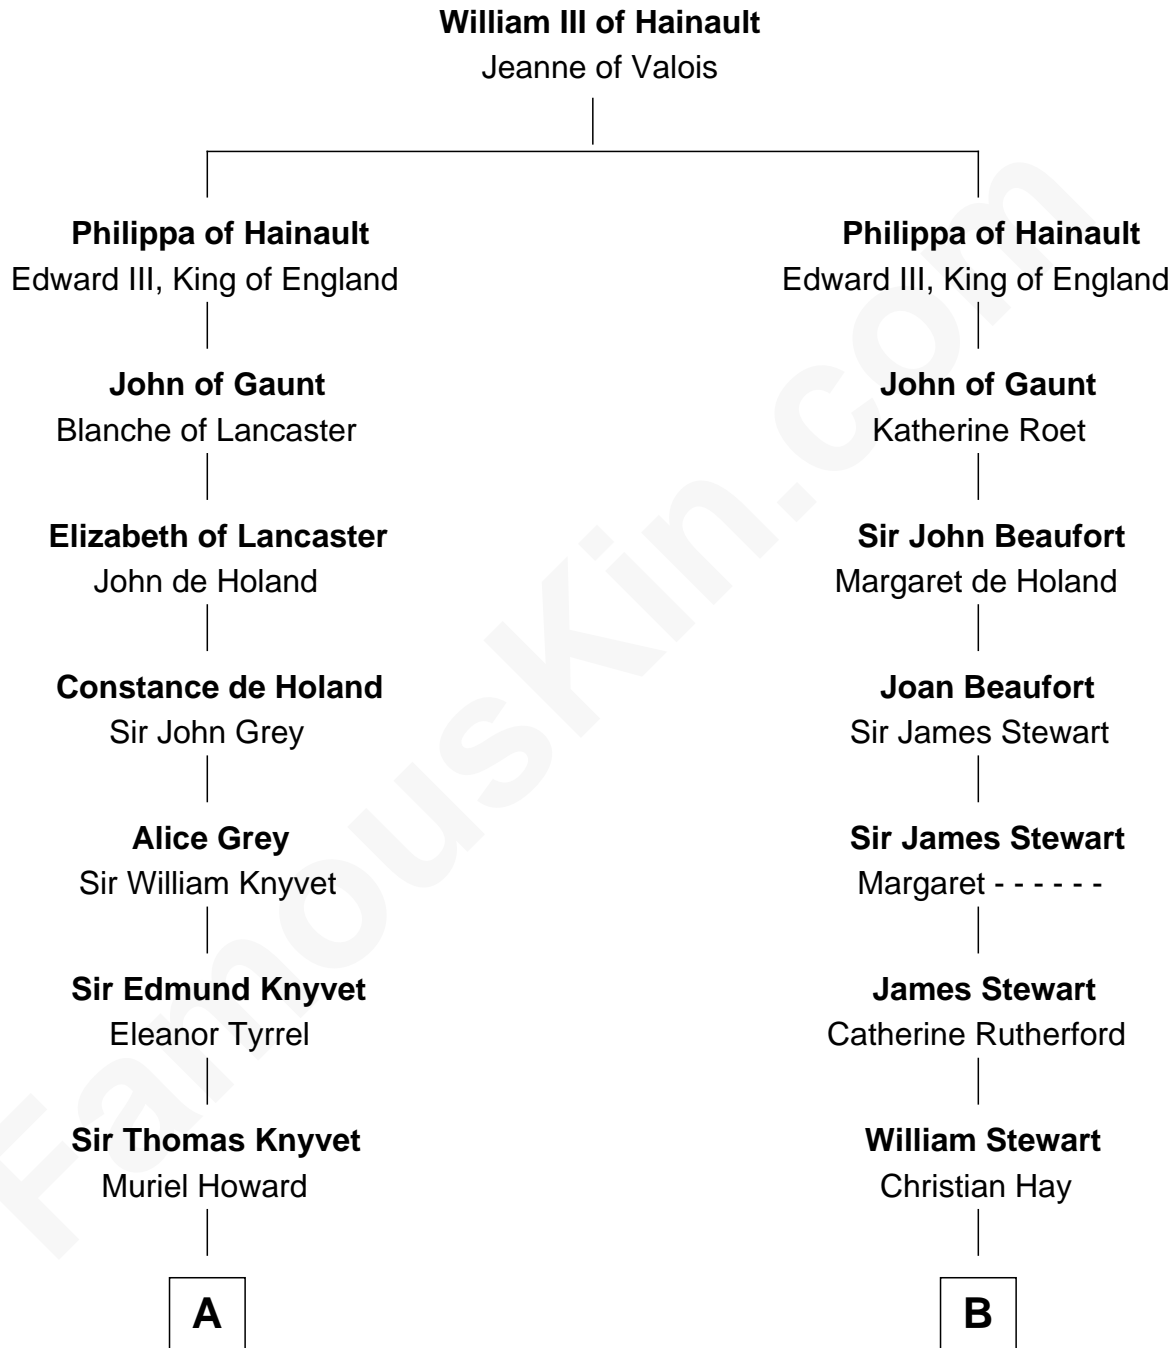 William III of Hainault
Jeanne of Valois
Philippa of Hainault
Edward III, King of England
Philippa of Hainault
Edward III, King of England
John of Gaunt
Blanche of Lancaster
John of Gaunt
Katherine Roet
Elizabeth of Lancaster
John de Holand
Sir John Beaufort
Margaret de Holand
Constance de Holand
Sir John Grey
Joan Beaufort
Sir James Stewart
Alice Grey
Sir William Knyvet
Sir James Stewart
Margaret - - - - - -
Sir Edmund Knyvet
Eleanor Tyrrel
James Stewart
Catherine Rutherford
Sir Thomas Knyvet
Muriel Howard
William Stewart
Christian Hay
A
B
FamousKin.com